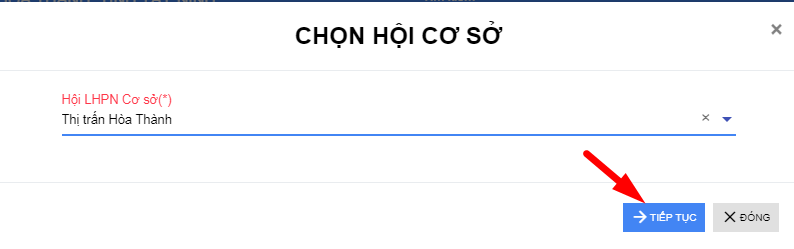 CHỌN HỘI CƠ SỞ
×
Hội LHPN Cơ sở(*)
Thị trấn Hòa Thành
TIẾP TỤC
ĐÓNG